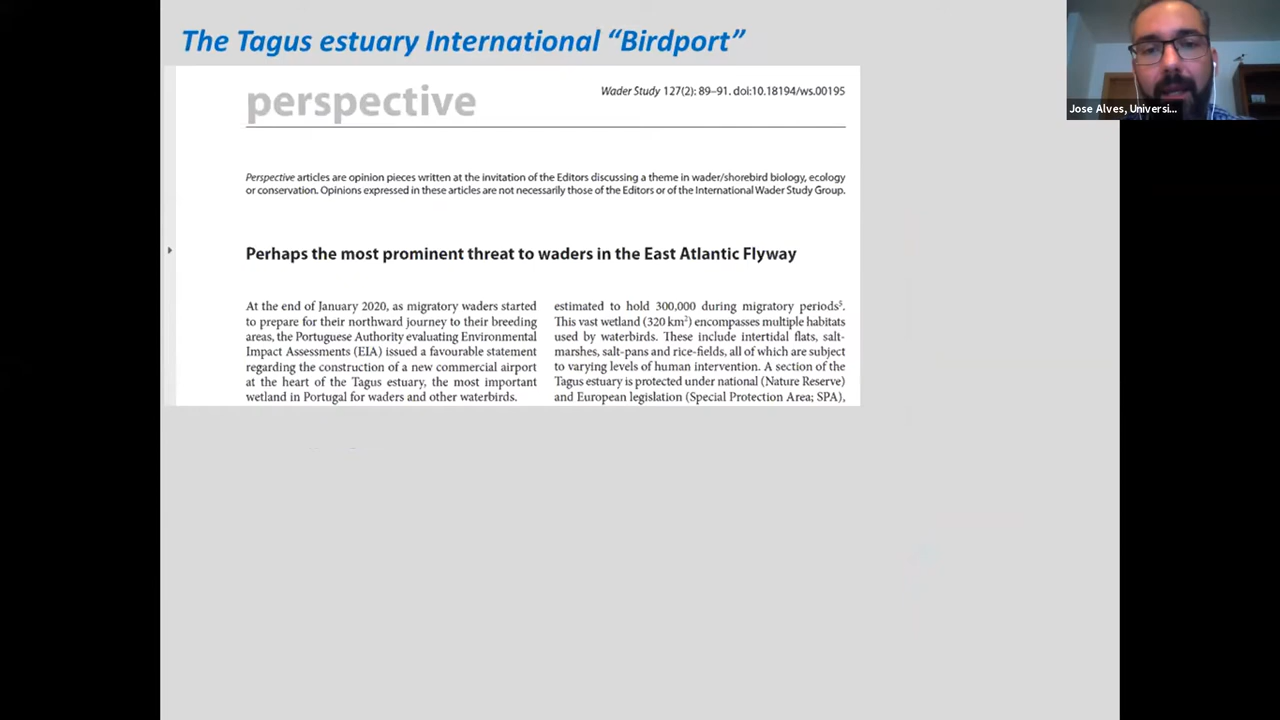 The Tagus estuary International “Birdport”
Jose Alves, Universi...
perspective
Wader Study 127(2): 89–91. doi:10.18194/ws.00195
Perspective articles are opinion pieces written at the invitation of the Editors discussing a theme in wader/shorebird biology, ecology
or conservation. Opinions expressed in these articles are not necessarily those of the Editors or of the International Wader Study Group.
Perhaps the most prominent threat to waders in the East Atlantic Flyway
At the end of January 2020, as migratory waders started
to prepare for their northward journey to their breeding
areas, the Portuguese Authority evaluating Environmental
Impact Assessments (EIA) issued a favourable statement
regarding the construction of a new commercial airport
at the heart of the Tagus estuary, the most important
wetland in Portugal for waders and other waterbirds.
estimated to hold 300,000 during migratory periods⁵.
This vast wetland (320 km²) encompasses multiple habitats
used by waterbirds. These include intertidal flats, salt-
marshes, salt-pans and rice-fields, all of which are subject
to varying levels of human intervention. A section of the
Tagus estuary is protected under national (Nature Reserve)
and European legislation (Special Protection Area; SPA),